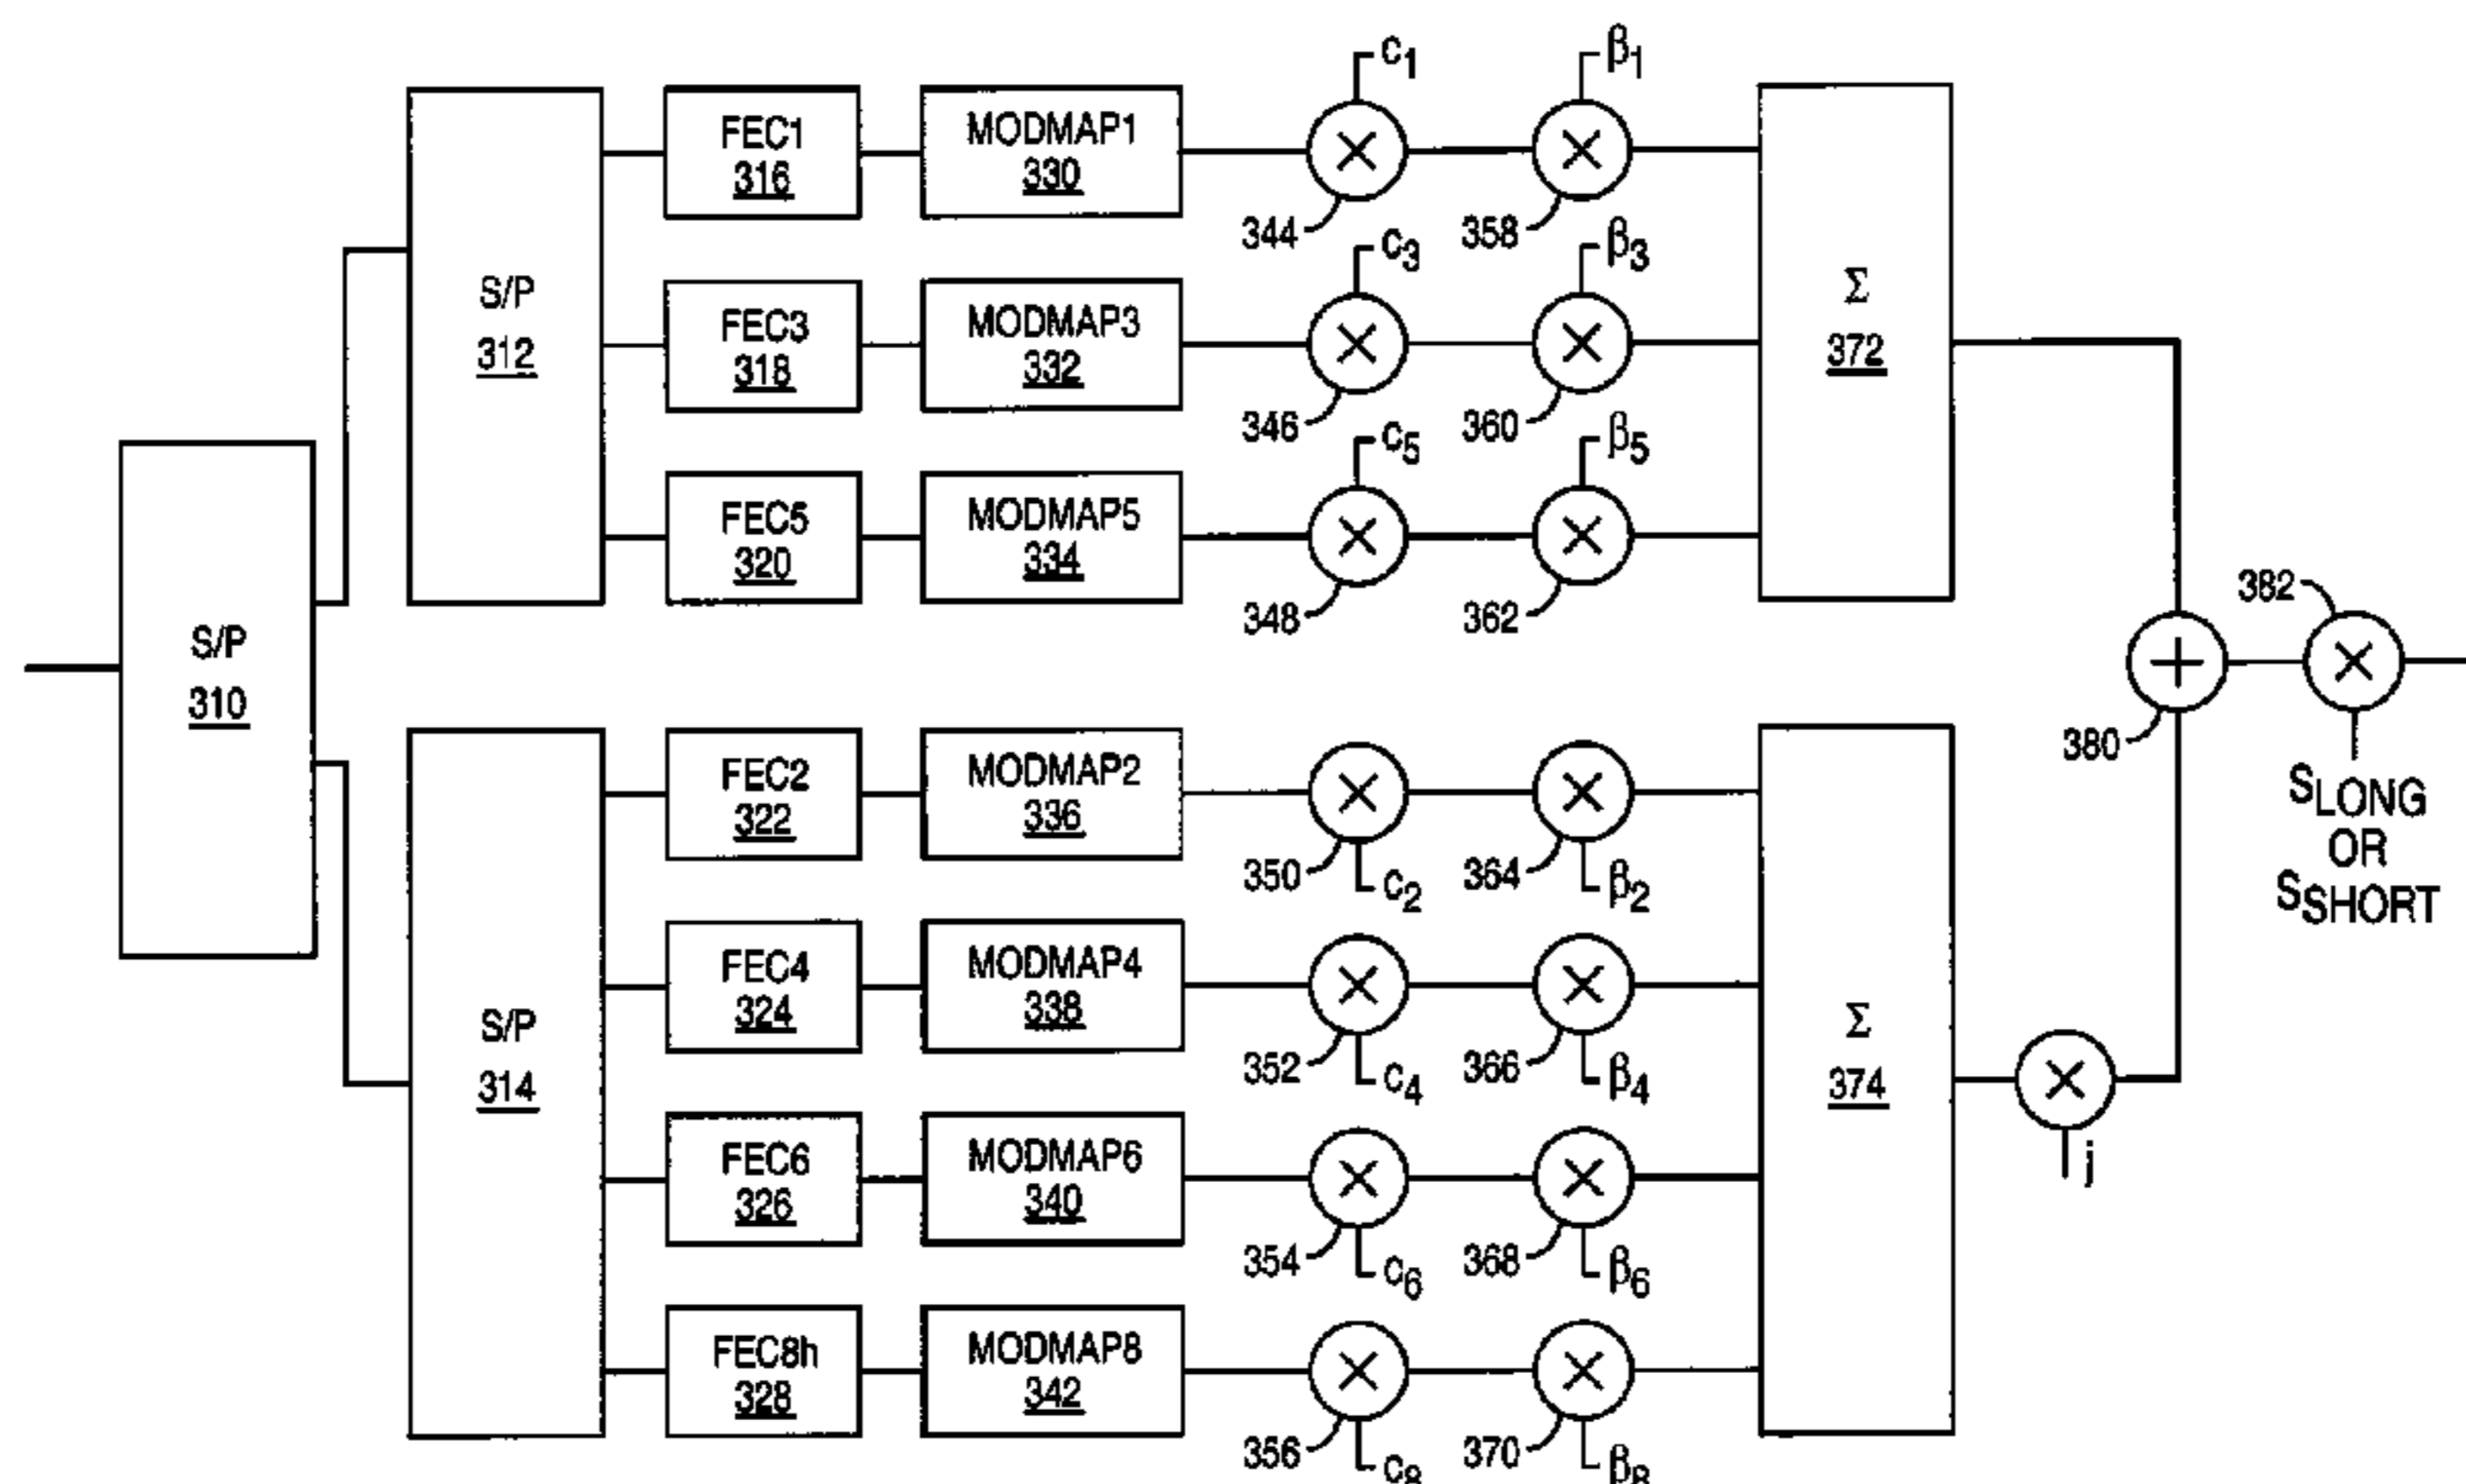 S/P
310
S/P
312
FEC1
316
MODMAP1
330
344
c1
358
β1
FEC3
318
MODMAP3
332
346
c3
360
β3
FEC5
320
MODMAP5
334
348
c5
362
β5
Σ
372
S/P
314
FEC2
322
MODMAP2
336
350
c2
364
β2
FEC4
324
MODMAP4
338
352
c4
366
β4
FEC6
326
MODMAP6
340
354
c6
368
β6
FEC8h
328
MODMAP8
342
356
c8
370
β8
Σ
374
j
380
382
SLONG
OR
SSHORT